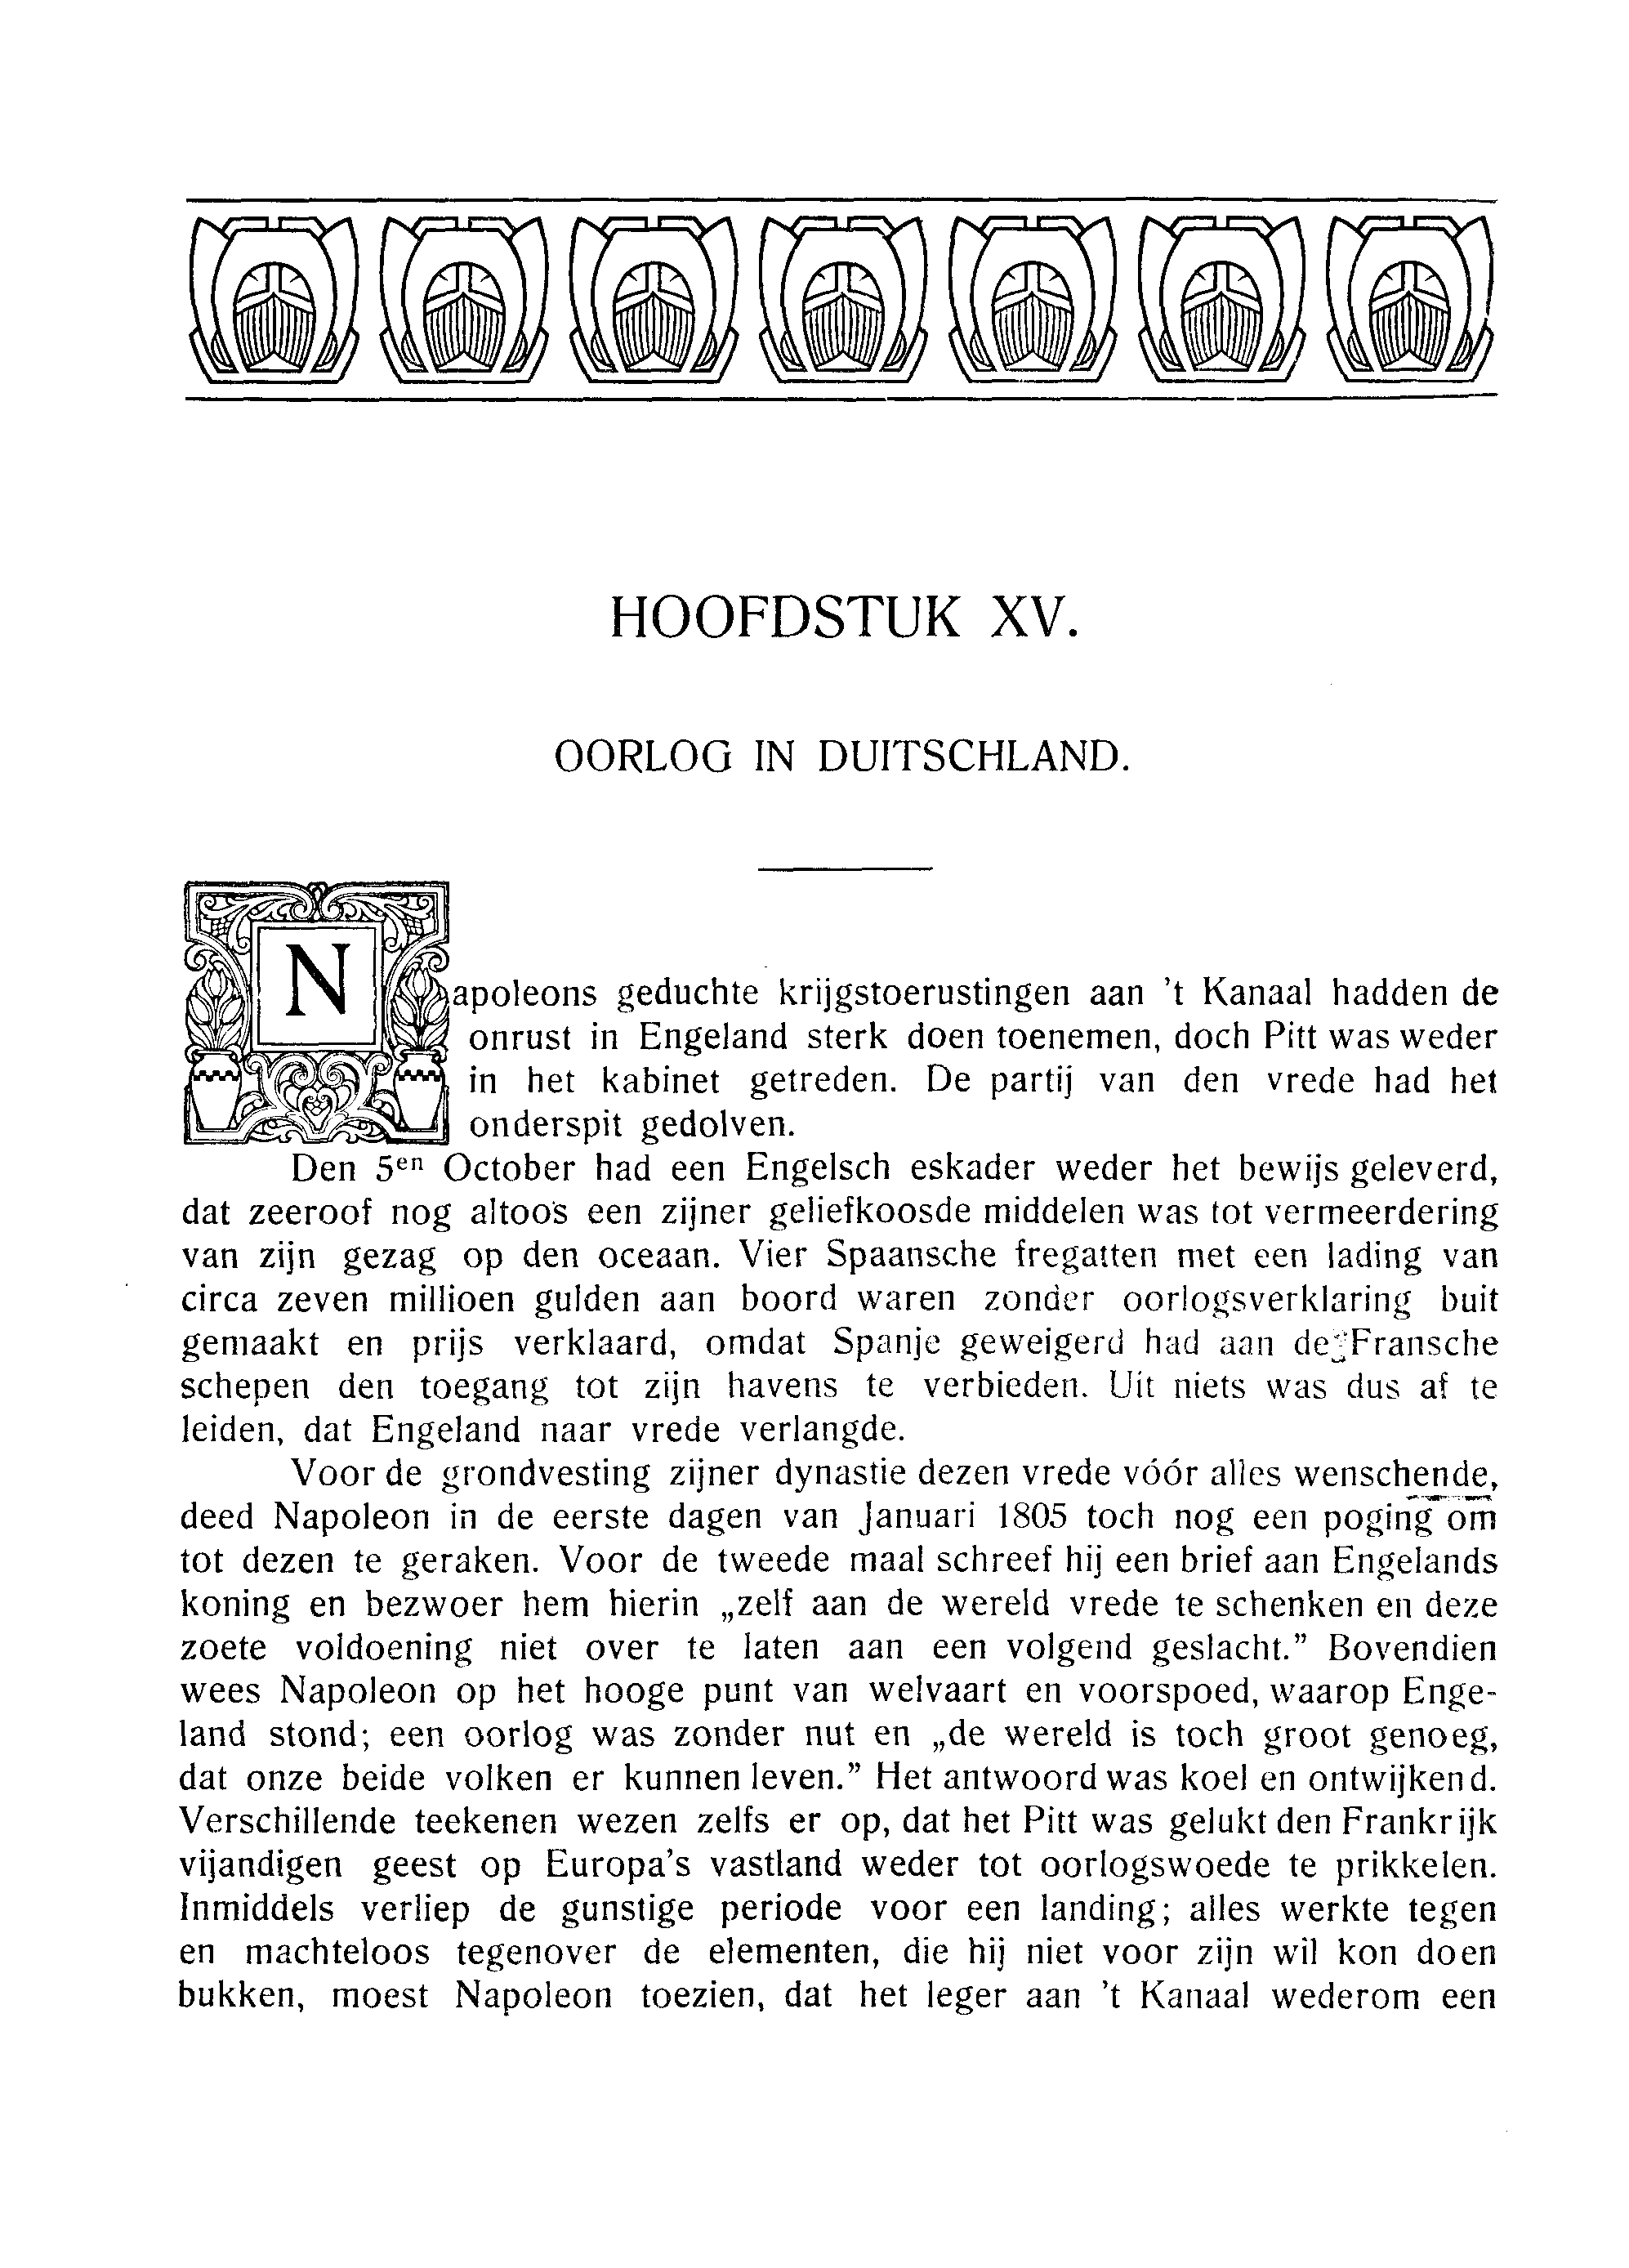 HOOFDSTUK XV.
OORLOG IN DUITSCHLAND.
Napoleons geduchte krijgstoerustingen aan 't Kanaal hadden de
onrust in Engeland sterk doen toenemen, doch Pitt was weder
in het kabinet getreden. De partij van den vrede had het
onderspit gedolven.
Den 5en October had een Engelsch eskader weder het bewijs geleverd,
dat zeeroof nog altoos een zijner geliefkoosde middelen was tot vermeerdering
van zijn gezag op den oceaan. Vier Spaansche fregatten met een lading van
circa zeven millioen gulden aan boord waren zonder oorlogsverklaring buit
gemaakt en prijs verklaard, omdat Spanje geweigerd had aan de Fransche
schepen den toegang tot zijn havens te verbieden. Uit niets was dus af te
leiden, dat Engeland naar vrede verlangde.
Voor de grondvesting zijner dynastie dezen vrede vóór alles wenschende,
deed Napoleon in de eerste dagen van Januari 1805 toch nog een poging om
tot dezen te geraken. Voor de tweede maal schreef hij een brief aan Engelands
koning en bezwoer hem hierin „zelf aan de wereld vrede te schenken en deze
zoete voldoening niet over te laten aan een volgend geslacht.” Bovendien
wees Napoleon op het hooge punt van welvaart en voorspoed, waarop Enge-
land stond; een oorlog was zonder nut en „de wereld is toch groot genoeg,
dat onze beide volken er kunnen leven.” Het antwoord was koel en ontwijkend.
Verschillende teekenen wezen zelfs er op, dat het Pitt was gelukt den Frankrijk
vijandigen geest op Europa's vastland weder tot oorlogswoede te prikkelen.
Inmiddels verliep de gunstige periode voor een landing; alles werkte tegen
en machteloos tegenover de elementen, die hij niet voor zijn wil kon doen
bukken, moest Napoleon toezien, dat het leger aan 't Kanaal wederom een